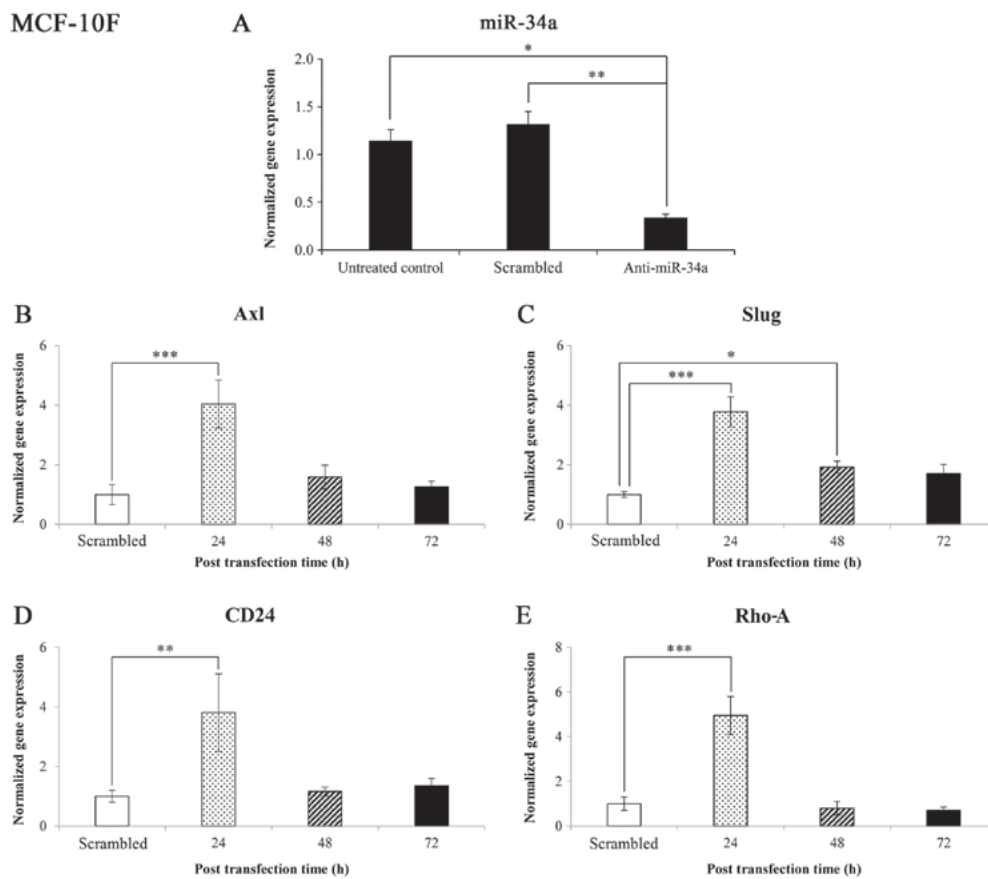 MCF-10F
A
miR-34a
*
**
Normalized gene expression
2.0
1.5
1.0
0.5
0.0
Untreated control Scrambled Anti-miR-34a
B
Axl
***
Normalized gene expression
6
4
2
0
Scrambled 24 48 72
Post transfection time (h)
C
Slug
*
***
Normalized gene expression
6
4
2
0
Scrambled 24 48 72
Post transfection time (h)
D
CD24
**
Normalized gene expression
6
4
2
0
Scrambled 24 48 72
Post transfection time (h)
E
Rho-A
***
Normalized gene expression
8
6
4
2
0
Scrambled 24 48 72
Post transfection time (h)